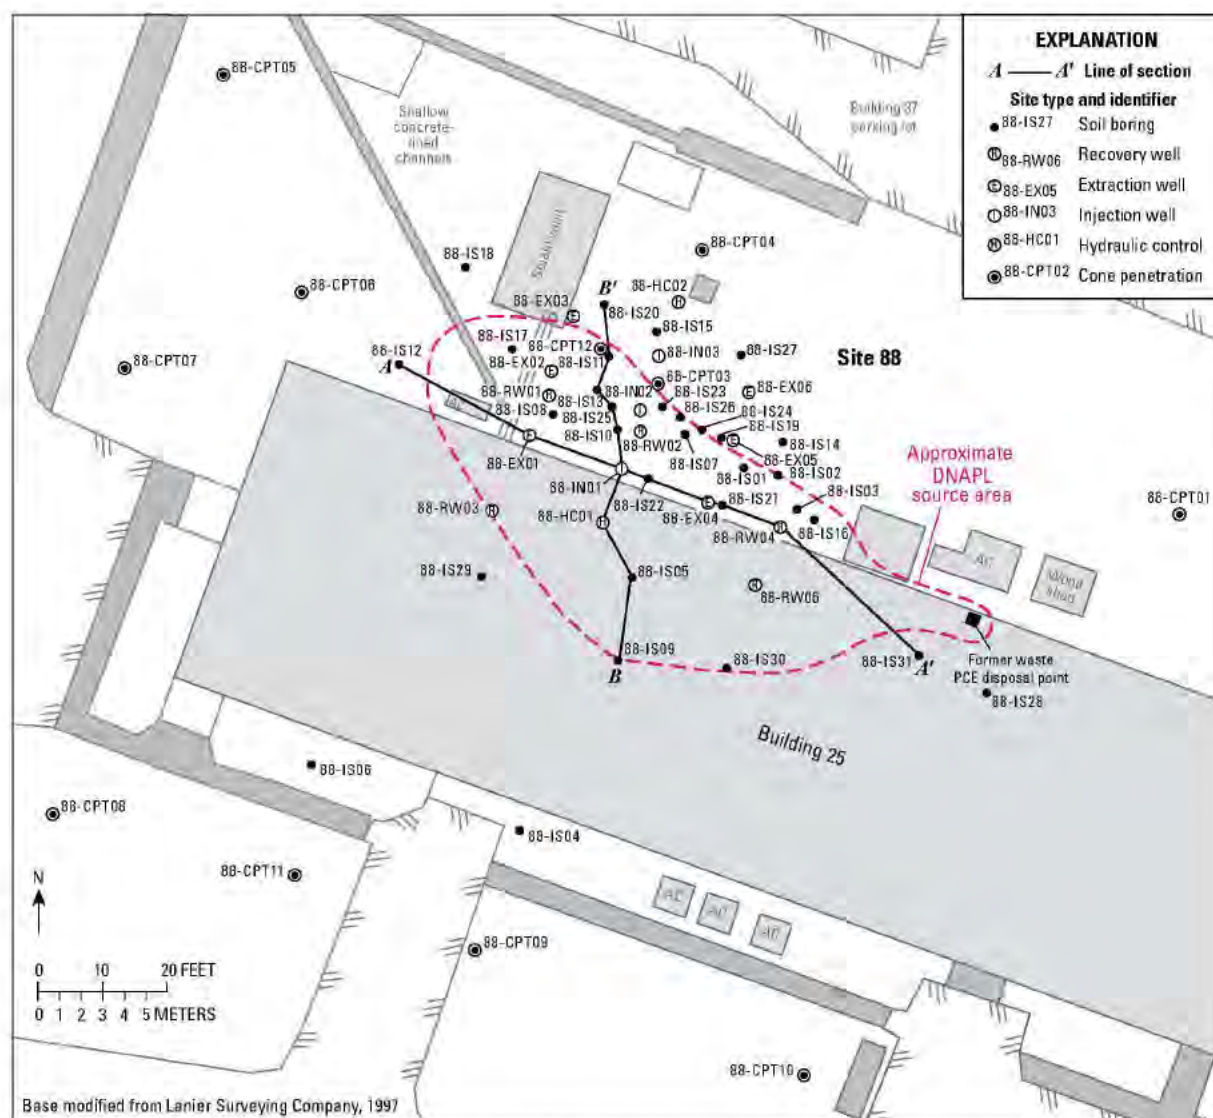 EXPLANATION
A — A' Line of section
Site type and identifier
88-IS27 Soil boring
R 88-RW06 Recovery well
E 88-EX05 Extraction well
I 88-IN03 Injection well
H 88-HC01 Hydraulic control
88-CPT02 Cone penetration
88-CPT05
Shallow
concrete-
lined
channels
Building 37
parking lot
88-CPT04
88-IS18
88-CPT06
88-EX03
E
B'
88-HC02
H
88-IS20
88-IS15
88-CPT07
88-IS12
A
88-IS17
88-CPT12
88-IN03
I
88-IS27
Site 88
88-EX02
E
88-IS11
88-CPT03
88-EX06
E
88-RW01
R
88-IS13
88-IN02
I
88-IS23
AC
88-IS08
88-IS25
88-IS26
88-IS24
88-IS10
88-RW02
R
88-IS19
88-IS14
E
88-EX01
E
88-IS07
88-EX05
88-IN01
I
88-IS01
88-IS02
Approximate
DNAPL
source area
88-IS22
88-IS21
88-IS03
88-CPT01
88-RW03
R
88-HC01
H
88-EX04
E
88-RW04
R
88-IS16
AC
Wood
shed
88-IS29
88-IS05
88-RW06
R
88-IS09
B
88-IS30
88-IS31
A'
Former waste
PCE disposal point
88-IS28
Building 25
88-IS06
88-CPT08
88-IS04
88-CPT11
AC
AC
AC
N
88-CPT09
0 10 20 FEET
0 1 2 3 4 5 METERS
88-CPT10
Base modified from Lanier Surveying Company, 1997